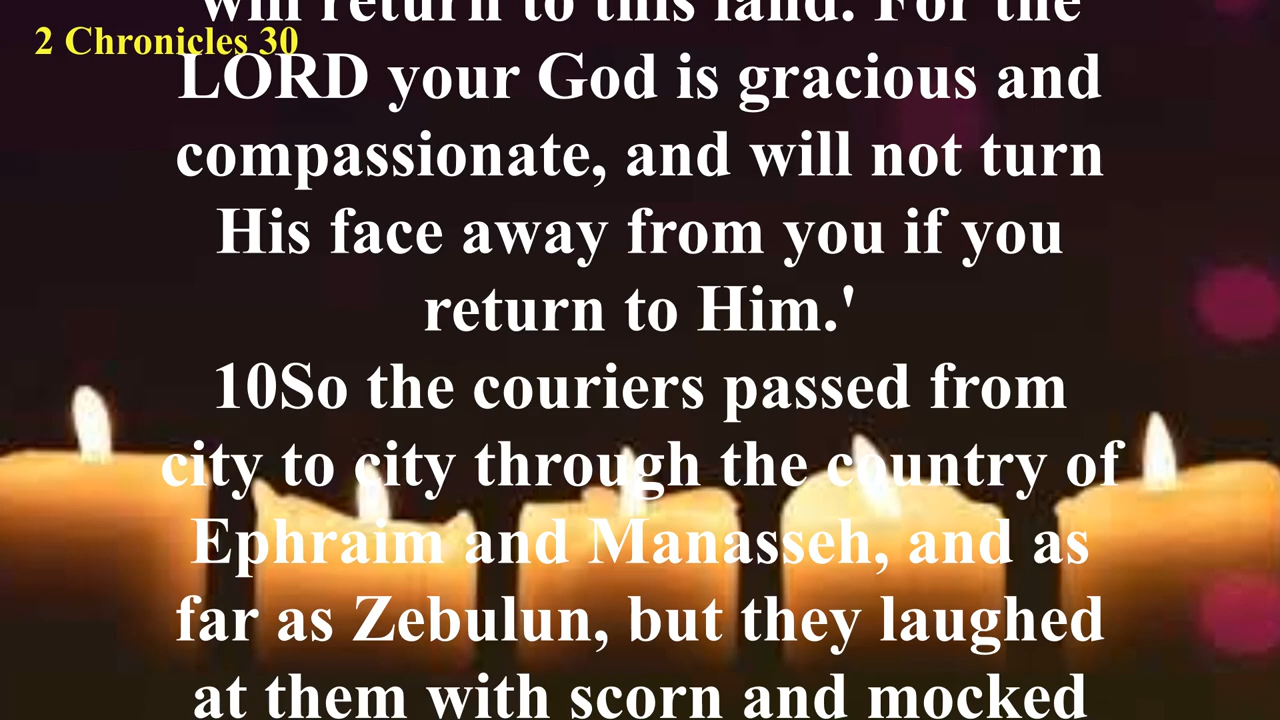 will return to this land. For the
2 Chronicles 30
LORD your God is gracious and
compassionate, and will not turn
His face away from you if you
return to Him.'
10So the couriers passed from
city to city through the country of
Ephraim and Manasseh, and as
far as Zebulun, but they laughed
at them with scorn and mocked